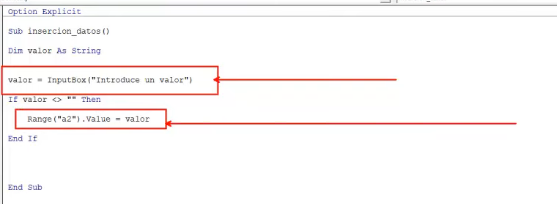 Option Explicit
Sub insercion_datos()
Dim valor As String
valor = InputBox("Introduce un valor")
If valor <> "" Then
Range("a2").Value = valor
End If
End Sub